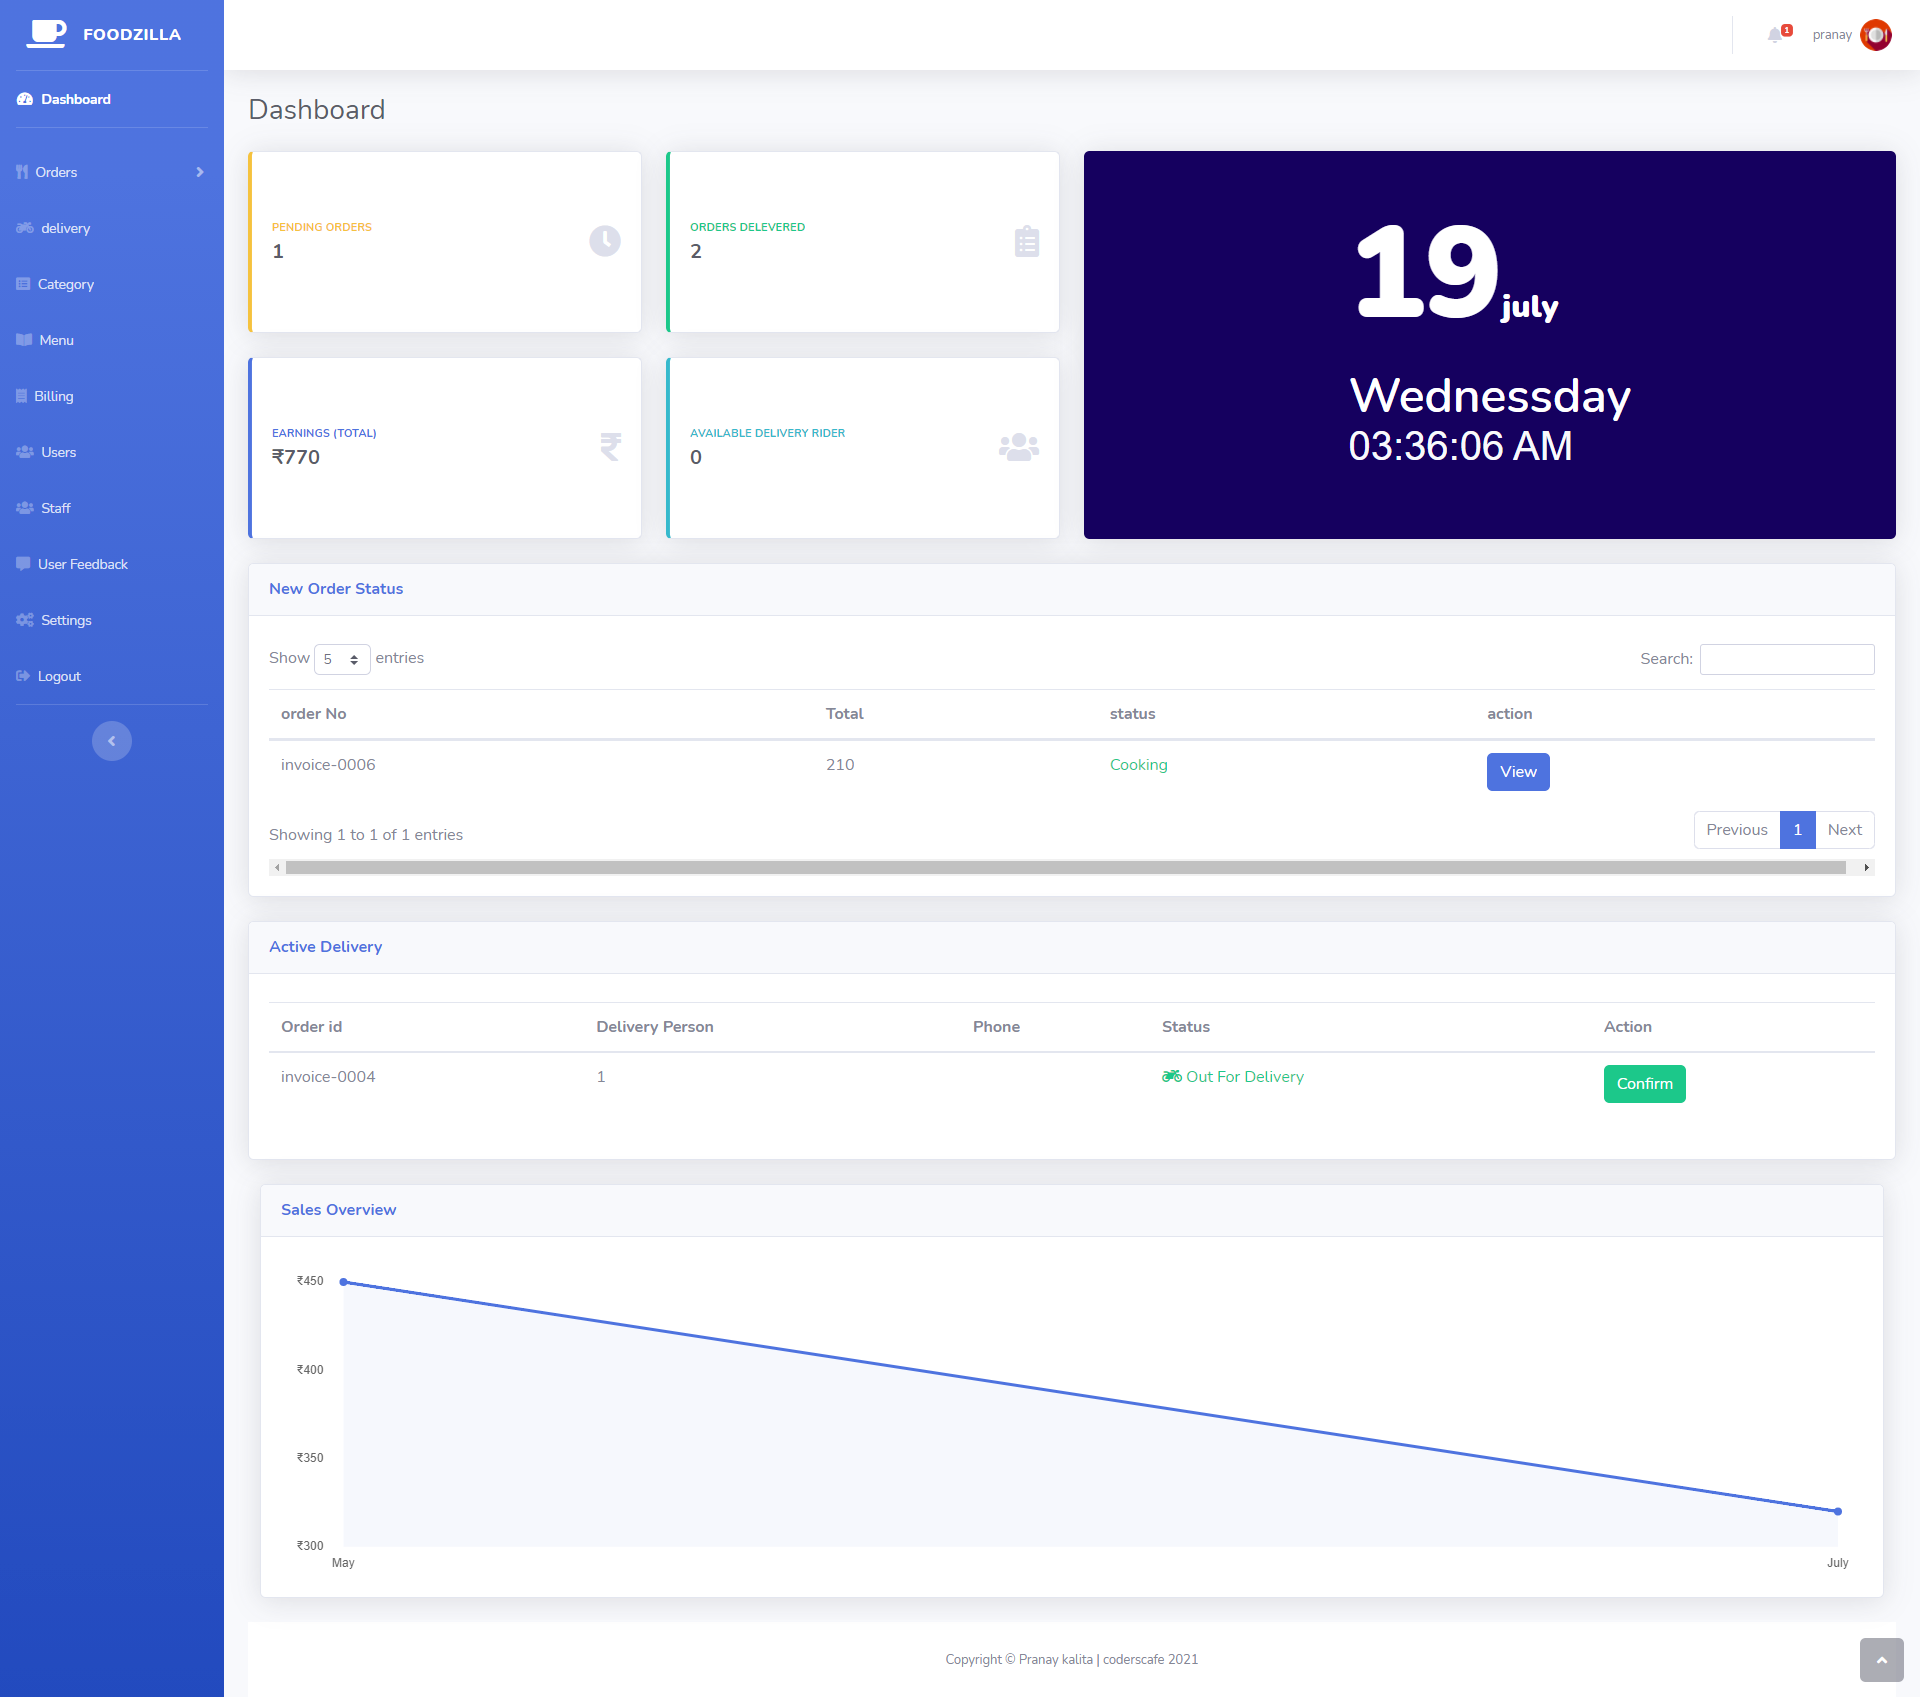 FOODZILLA
1
pranay
Dashboard
Orders
delivery
Category
Menu
Billing
Users
Staff
User Feedback
Settings
Logout
Dashboard
PENDING ORDERS
1
ORDERS DELEVERED
2
EARNINGS (TOTAL)
₹770
AVAILABLE DELIVERY RIDER
0
19 july
Wednessday
03:36:06 AM
New Order Status
Show 5 entries
Search:
order No Total status action
invoice-0006 210 Cooking View
Showing 1 to 1 of 1 entries
Previous 1 Next
Active Delivery
Order id Delivery Person Phone Status Action
invoice-0004 1 Out For Delivery Confirm
Sales Overview
₹450
₹400
₹350
₹300
May July
Copyright © Pranay kalita | coderscafe 2021